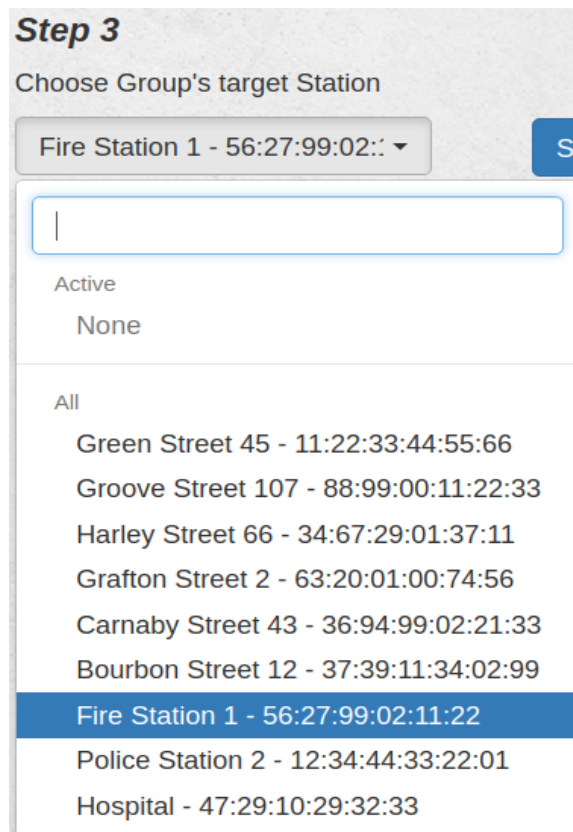 Step 3
Choose Group's target Station
Fire Station 1 - 56:27:99:02:
S
Active
None
All
Green Street 45 - 11:22:33:44:55:66
Groove Street 107 - 88:99:00:11:22:33
Harley Street 66 - 34:67:29:01:37:11
Grafton Street 2 - 63:20:01:00:74:56
Carnaby Street 43 - 36:94:99:02:21:33
Bourbon Street 12 - 37:39:11:34:02:99
Fire Station 1 - 56:27:99:02:11:22
Police Station 2 - 12:34:44:33:22:01
Hospital - 47:29:10:29:32:33